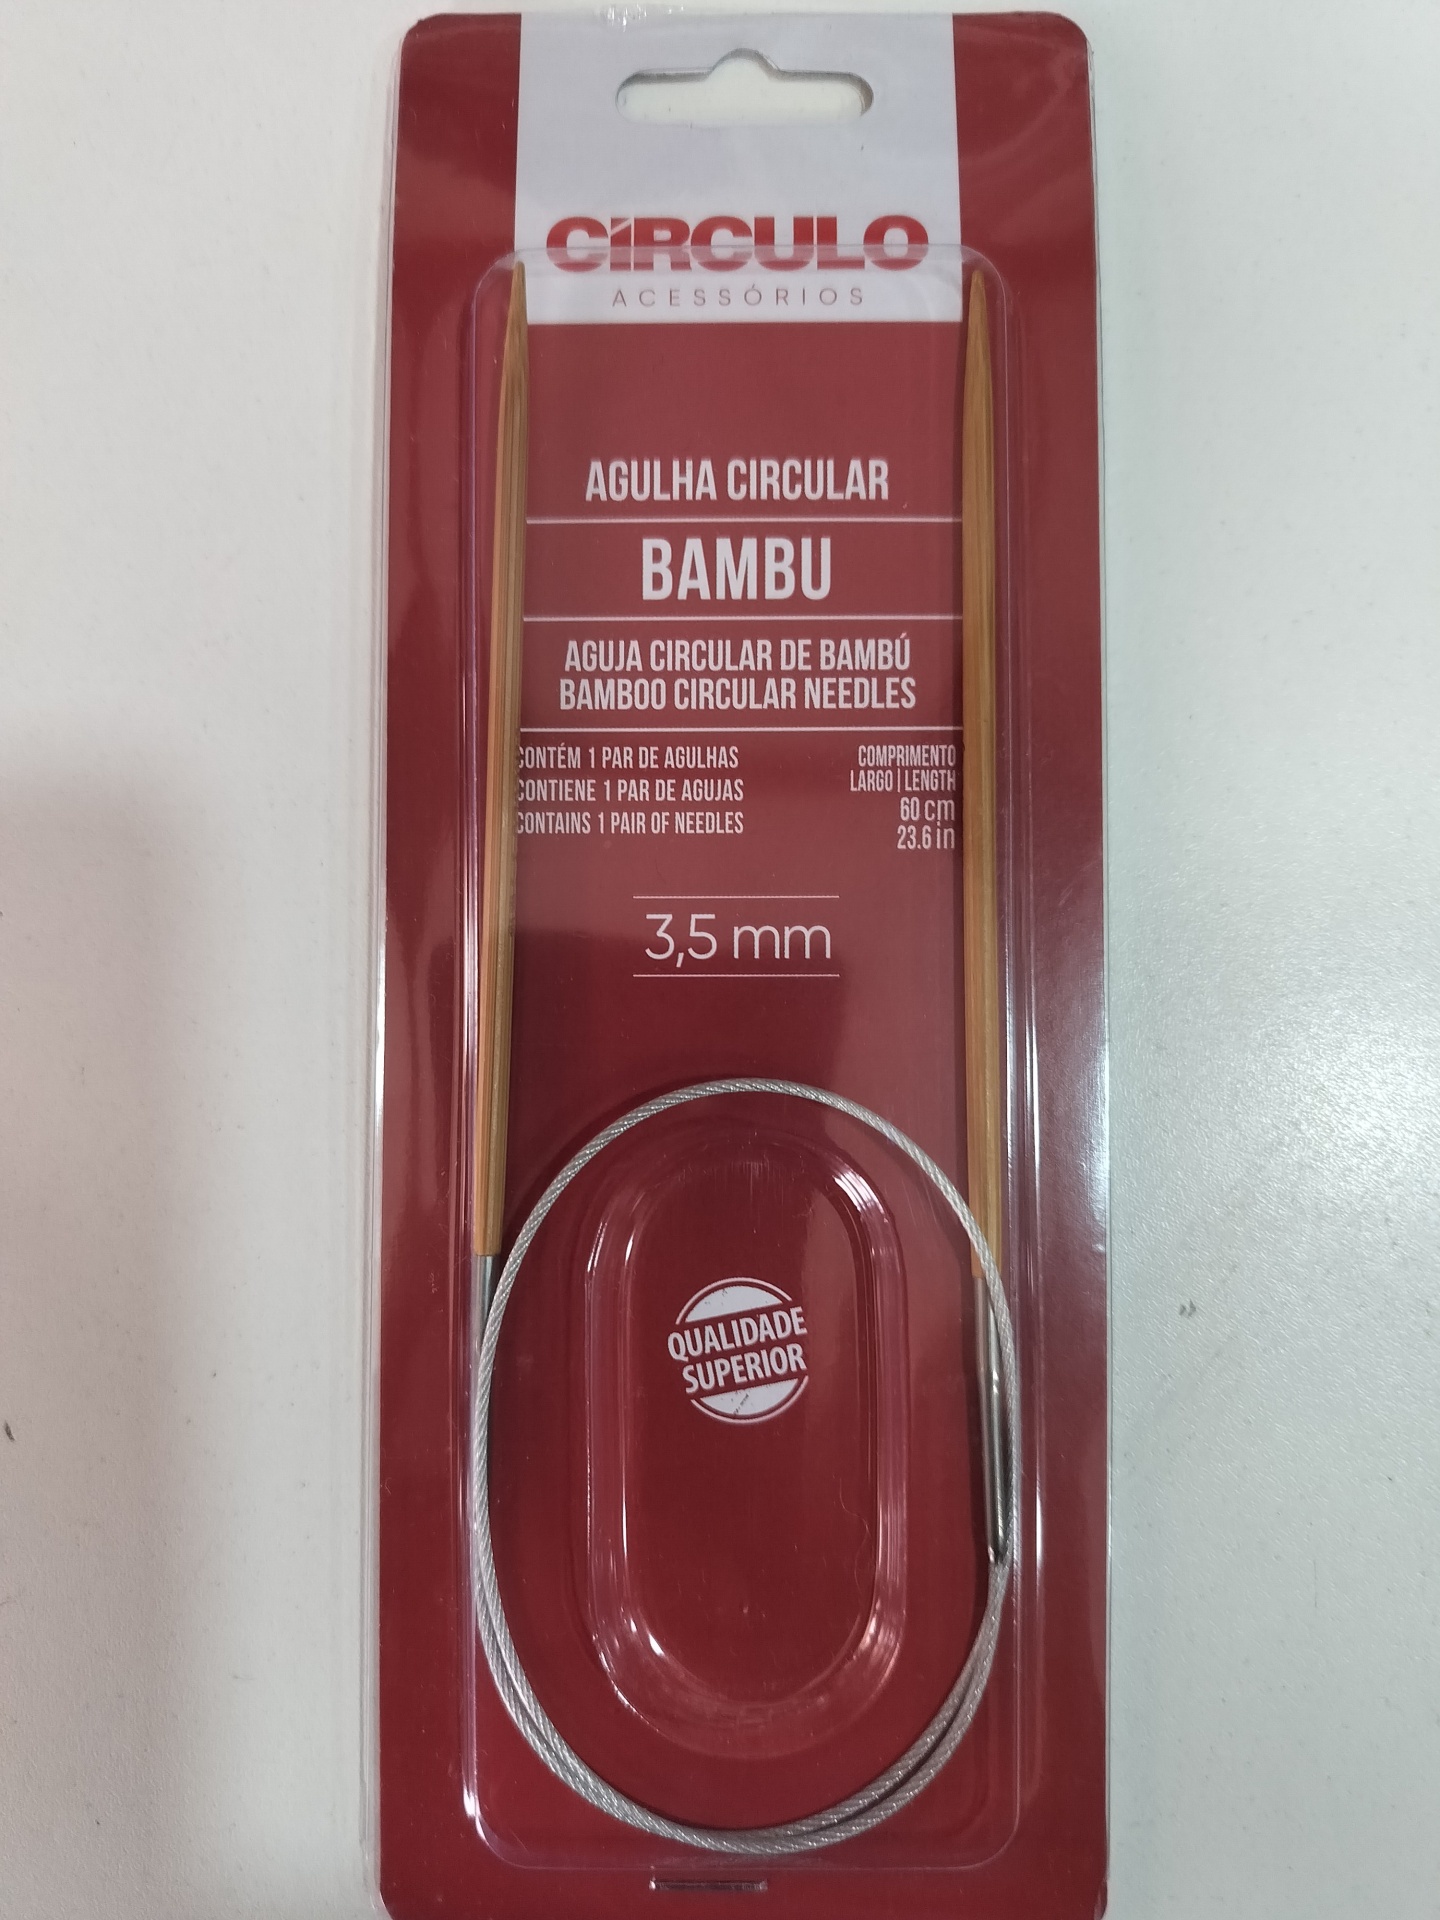 CÍRCULO
ACESSÓRIOS
AGULHA CIRCULAR
BAMBU
AGUJA CIRCULAR DE BAMBÚ
BAMBOO CIRCULAR NEEDLES
CONTÉM 1 PAR DE AGULHAS
CONTIENE 1 PAR DE AGUJAS
CONTAINS 1 PAIR OF NEEDLES
COMPRIMENTO
LARGO | LENGTH
60 cm
23.6 in
3,5 mm
QUALIDADE
SUPERIOR